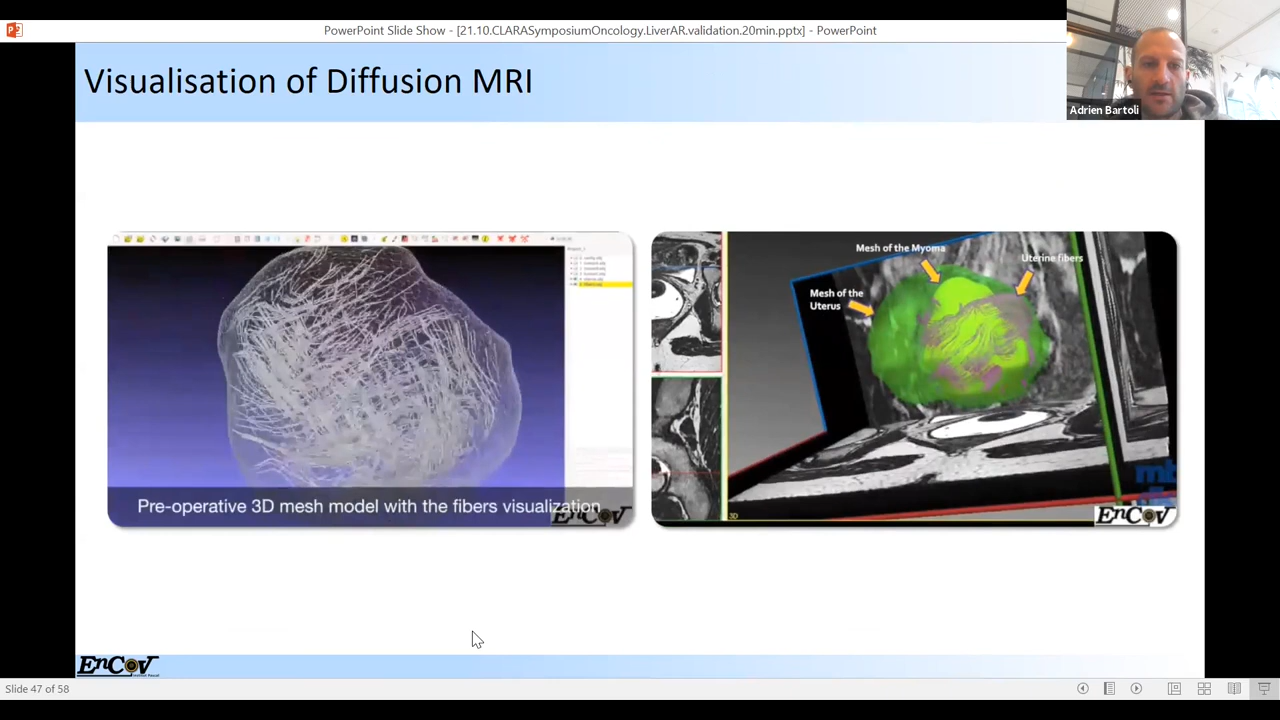 PowerPoint Slide Show - [21.10.CLARASymposiumOncology.LiverAR.validation.20min.pptx] - PowerPoint
Adrien Bartoli
Visualisation of Diffusion MRI
Pre-operative 3D mesh model with the fibers visualization
EnCoV
Mesh of the Myoma
Uterine fibers
Mesh of the
Uterus
3D
EnCoV
EnCoV
Slide 47 of 58